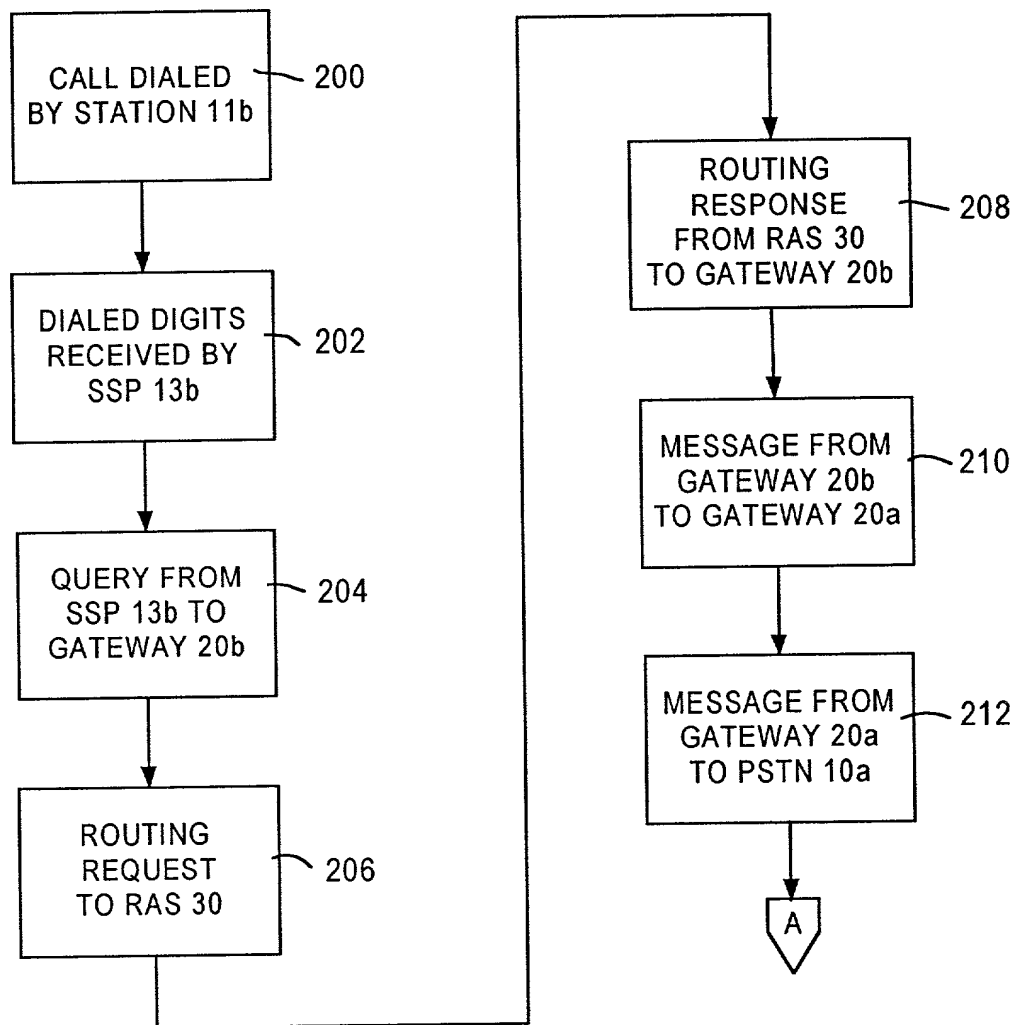 CALL DIALED
BY STATION 11b
200
DIALED DIGITS
RECEIVED BY
SSP 13b
202
QUERY FROM
SSP 13b TO
GATEWAY 20b
204
ROUTING
REQUEST
TO RAS 30
206
ROUTING
RESPONSE
FROM RAS 30
TO GATEWAY 20b
208
MESSAGE FROM
GATEWAY 20b
TO GATEWAY 20a
210
MESSAGE FROM
GATEWAY 20a
TO PSTN 10a
212
A